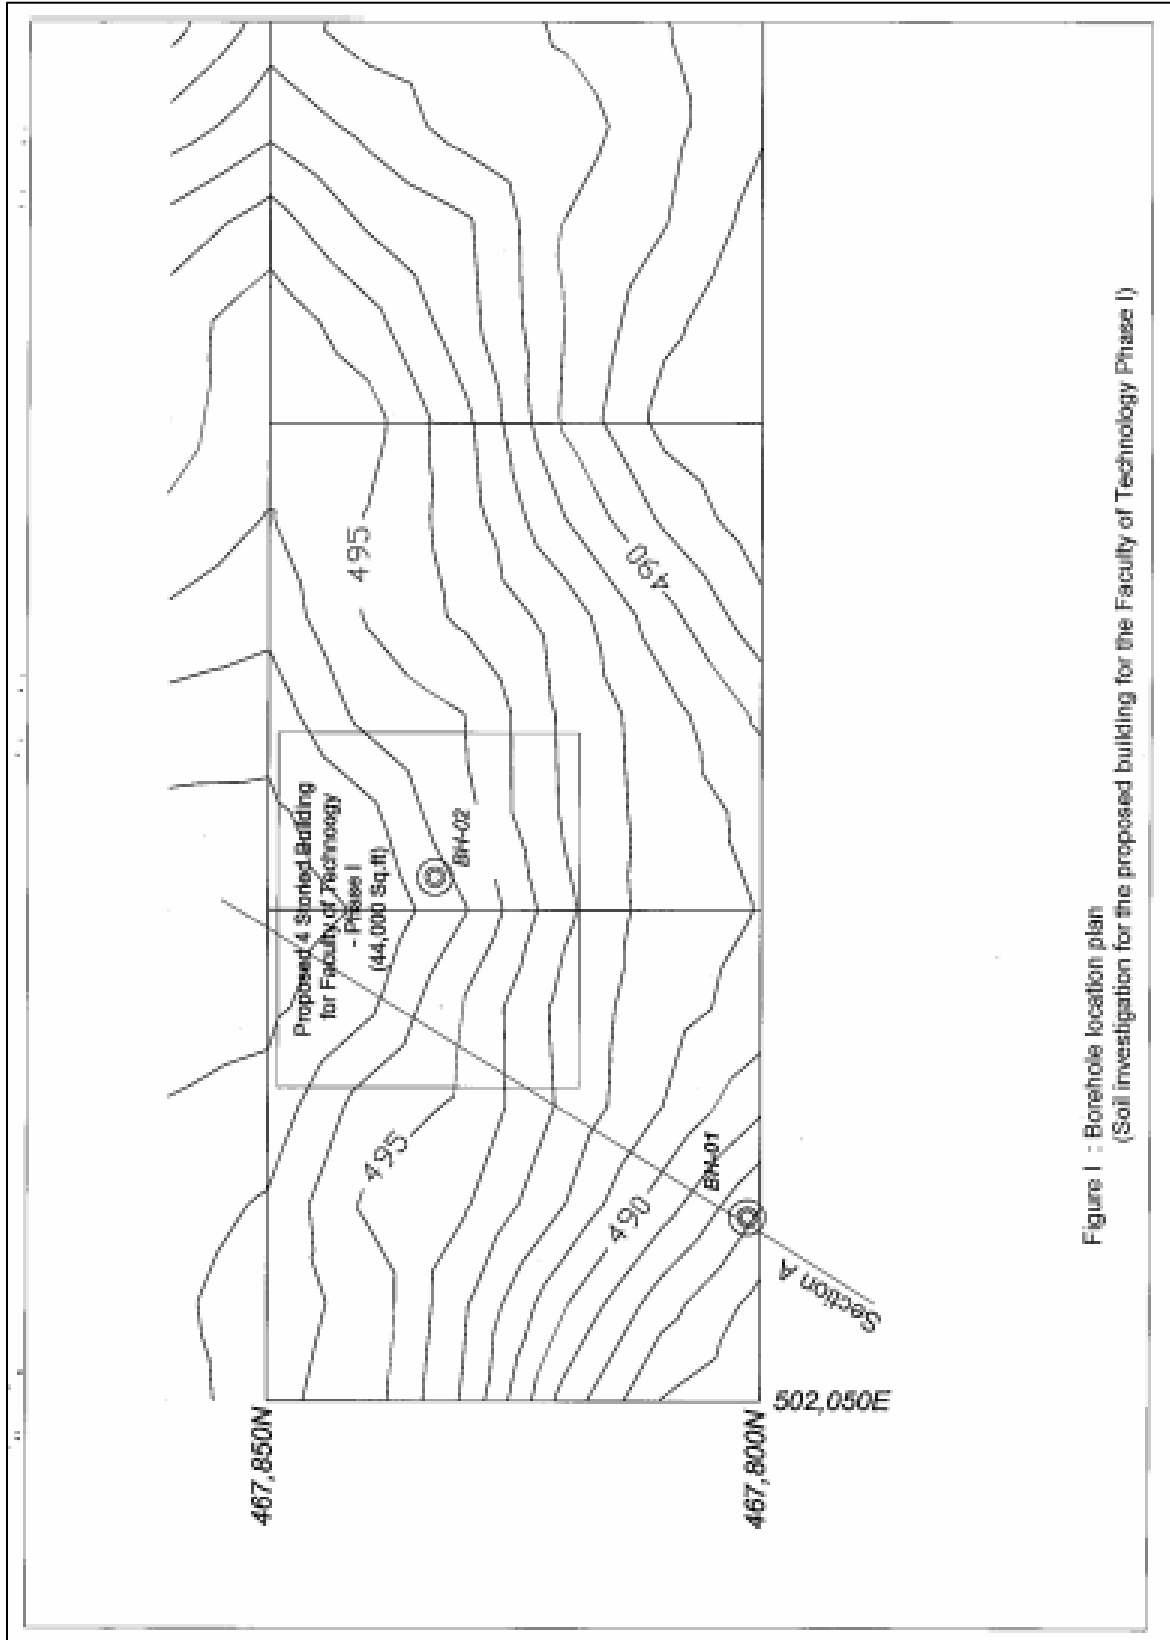 Proposed 4 Storied Building
for Faculty of Technoogy
- Phase I
(44,000 Sq.ft)
BH-02
495
490
495
490
BH-01
Section A
467,850N
467,800N
502,050E
Figure I : Borehole location plan
(Soil investigation for the proposed building for the Faculty of Technology Phase I)